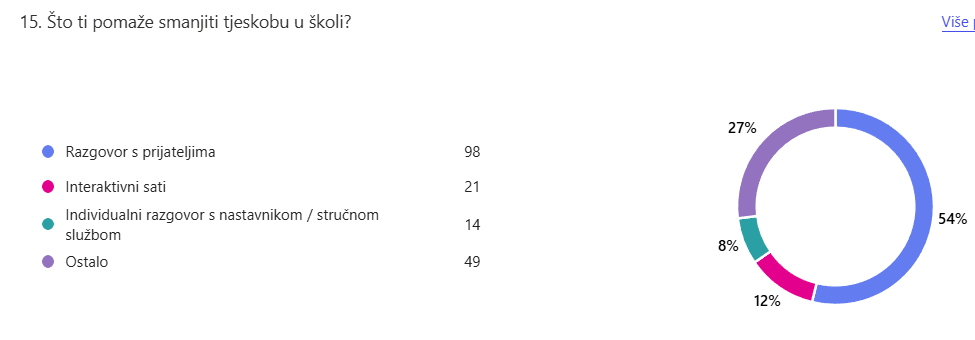 15. Što ti pomaže smanjiti tjeskobu u školi?
Više
Razgovor s prijateljima 98
Interaktivni sati 21
Individualni razgovor s nastavnikom / stručnom
službom 14
Ostalo 49
27%
54%
8%
12%